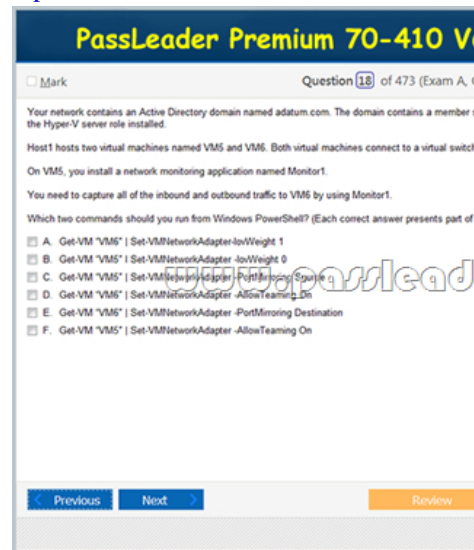 PassLeader Premium 70-410 V
Mark
Question 18 of 473 (Exam A,
Your network contains an Active Directory domain named adatum.com. The domain contains a member
the Hyper-V server role installed.
Host1 hosts two virtual machines named VM5 and VM6. Both virtual machines connect to a virtual switch
On VM5, you install a network monitoring application named Monitor1.
You need to capture all of the inbound and outbound traffic to VM6 by using Monitor1.
Which two commands should you run from Windows PowerShell? (Each correct answer presents part of
A. Get-VM "VM6" | Set-VMNetworkAdapter-IovWeight 1
B. Get-VM "VM5" | Set-VMNetworkAdapter -IovWeight 0
C. Get-VM "VM6" | Set-VMNetworkAdapter -PortMirroring Source
D. Get-VM "VM6" | Set-VMNetworkAdapter -AllowTeaming On
E. Get-VM "VM5" | Set-VMNetworkAdapter -PortMirroring Destination
F. Get-VM "VM5" | Set-VMNetworkAdapter -AllowTeaming On
www.passlead
Previous
Next
Review